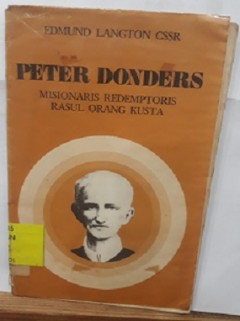 EDMUND LANGTON CSSR
PETER DONDERS
MISIONARIS REDEMPTORIS
RASUL ORANG KUSTA